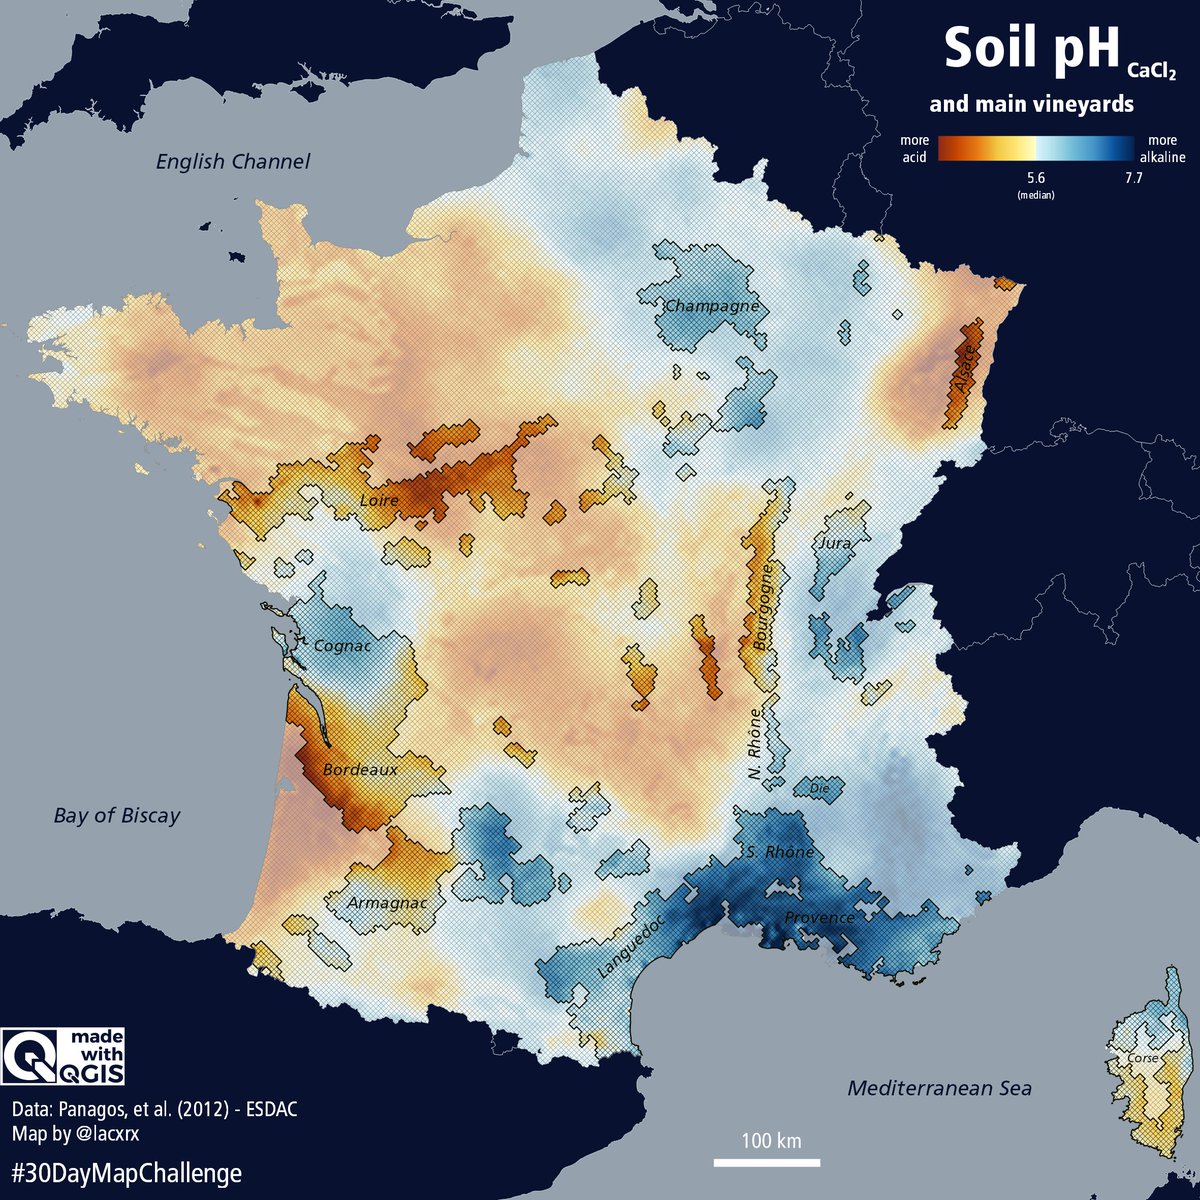 Soil pH CaCl₂
and main vineyards
more acid
more alkaline
5.6
(median)
7.7
English Channel
Champagne
Alsace
Loire
Jura
Bourgogne
Cognac
N. Rhône
Bordeaux
Die
Bay of Biscay
S. Rhône
Armagnac
Provence
Languedoc
Corse
Mediterranean Sea
made
with
QGIS
Data: Panagos, et al. (2012) - ESDAC
Map by @lacxrx
#30DayMapChallenge
100 km